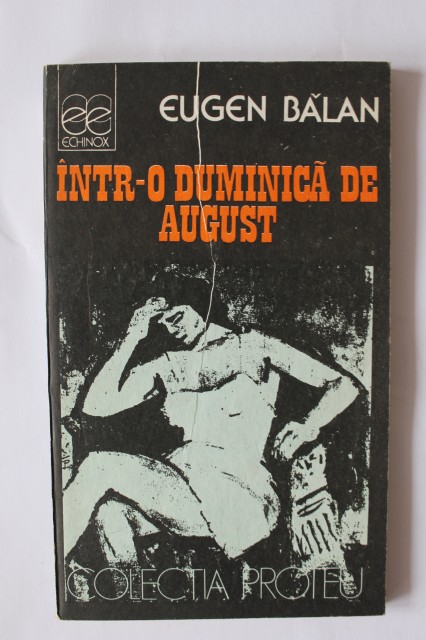 ECHINOX
EUGEN BĂLAN
ÎNTR-O DUMINICĂ DE
AUGUST
COLECȚIA PROTEU